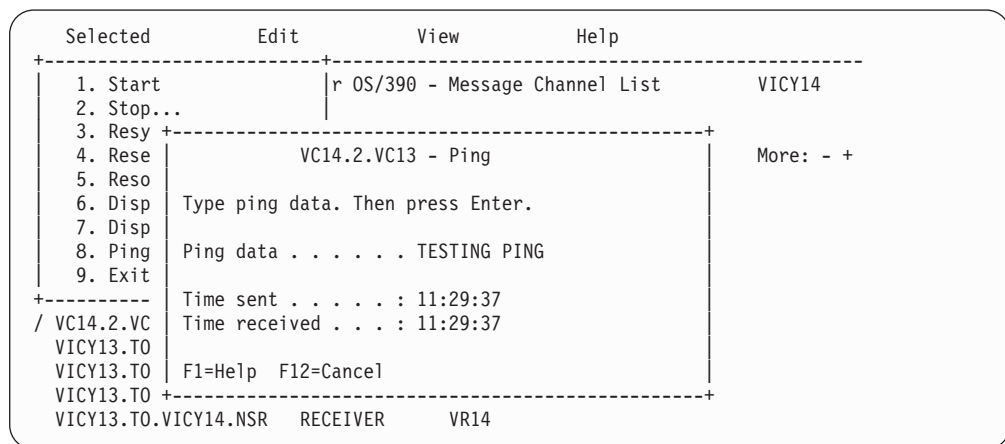 Selected Edit View Help
+--------------------------+--------------------------------------------------
| 1. Start |r OS/390 - Message Channel List VICY14
| 2. Stop... |
| 3. Resy +--------------------------------------------------+
| 4. Rese | VC14.2.VC13 - Ping | More: - +
| 5. Reso | |
| 6. Disp | Type ping data. Then press Enter. |
| 7. Disp | |
| 8. Ping | Ping data . . . . . . TESTING PING |
| 9. Exit | |
+---------- | Time sent . . . . . : 11:29:37 |
/ VC14.2.VC | Time received . . . : 11:29:37 |
VICY13.TO | |
VICY13.TO | F1=Help F12=Cancel |
VICY13.TO +--------------------------------------------------+
VICY13.TO.VICY14.NSR RECEIVER VR14